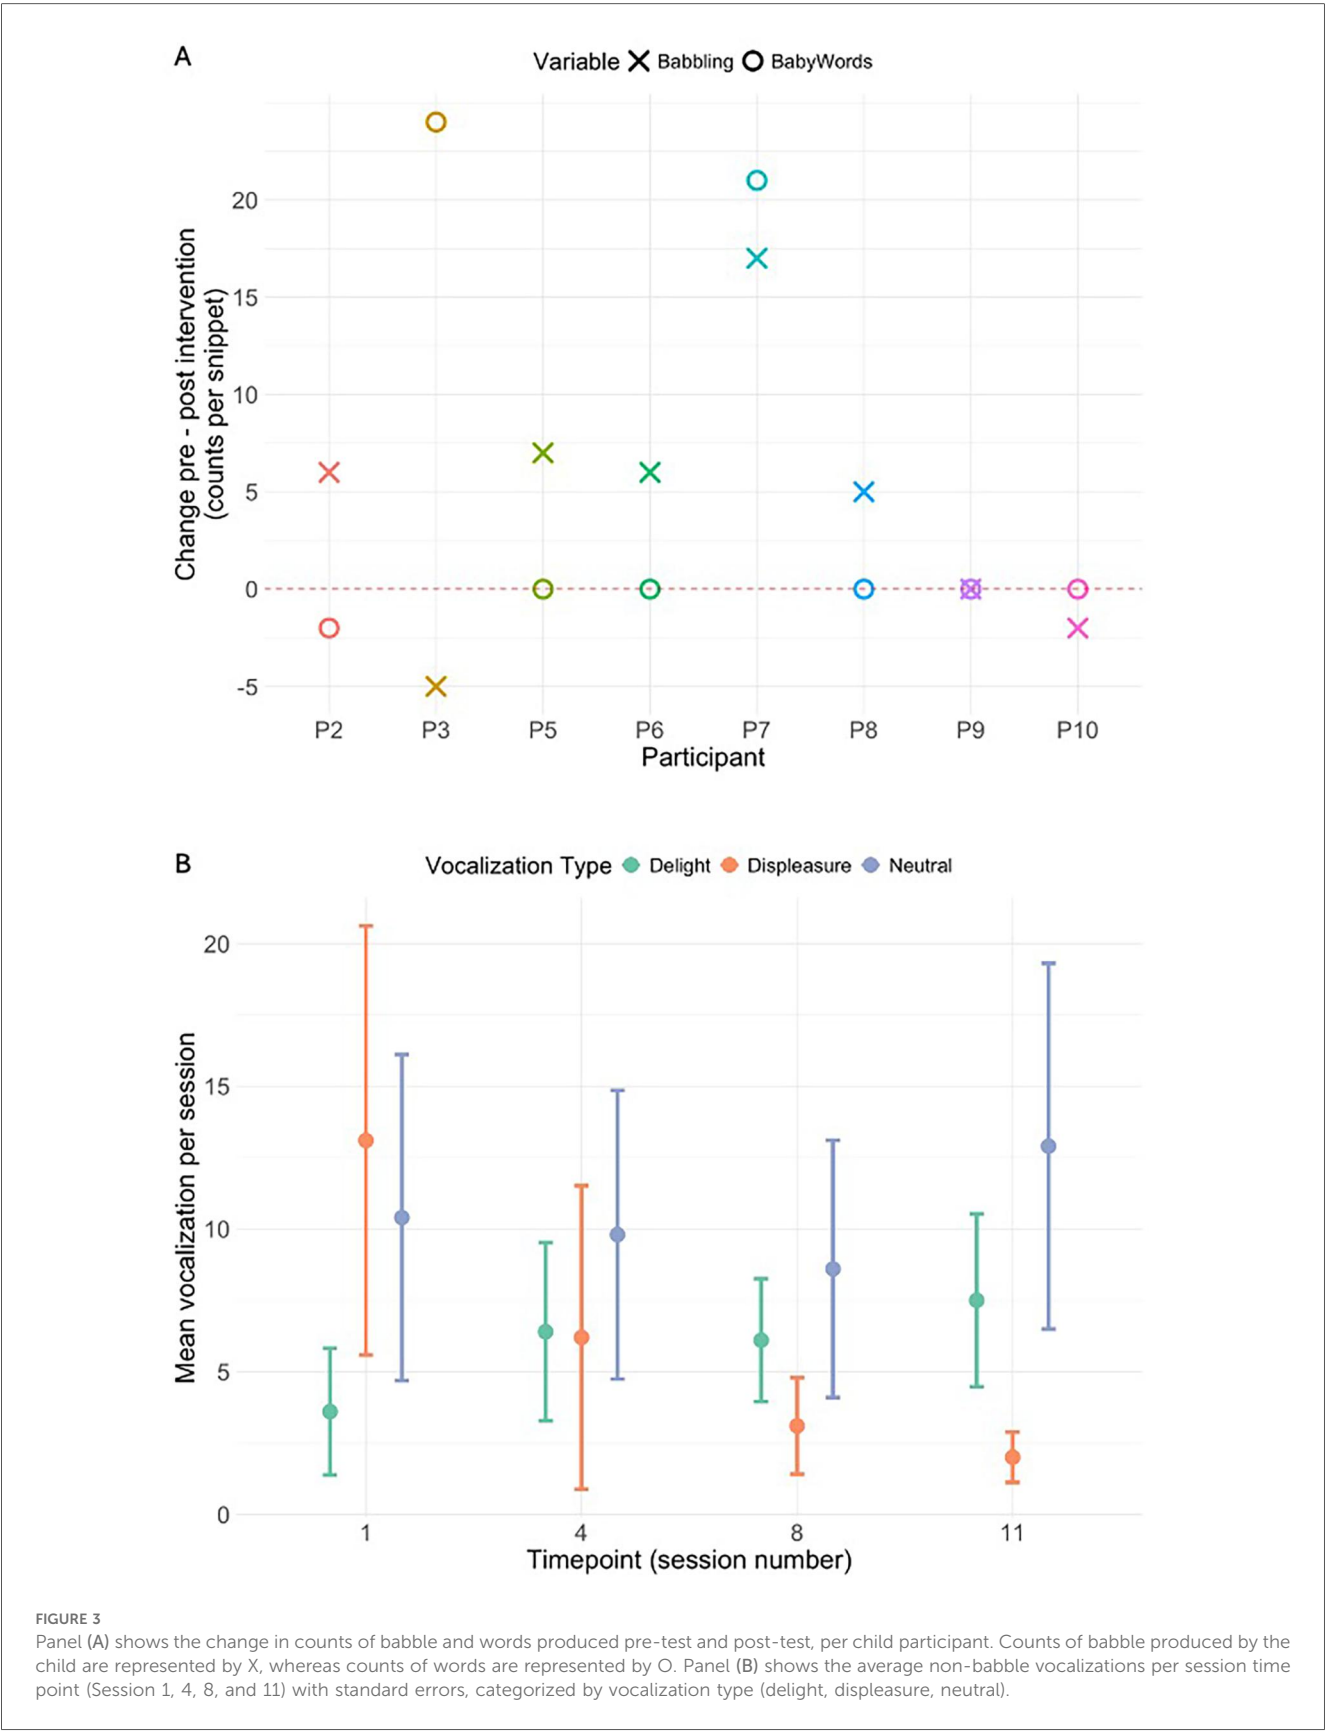 A
Variable Babbling BabyWords
Change pre - post intervention
(counts per snippet)
20
15
10
5
0
-5
P2 P3 P5 P6 P7 P8 P9 P10
Participant
B
Vocalization Type Delight Displeasure Neutral
Mean vocalization per session
20
15
10
5
0
1 4 8 11
Timepoint (session number)
FIGURE 3
Panel (A) shows the change in counts of babble and words produced pre-test and post-test, per child participant. Counts of babble produced by the
child are represented by X, whereas counts of words are represented by O. Panel (B) shows the average non-babble vocalizations per session time
point (Session 1, 4, 8, and 11) with standard errors, categorized by vocalization type (delight, displeasure, neutral).